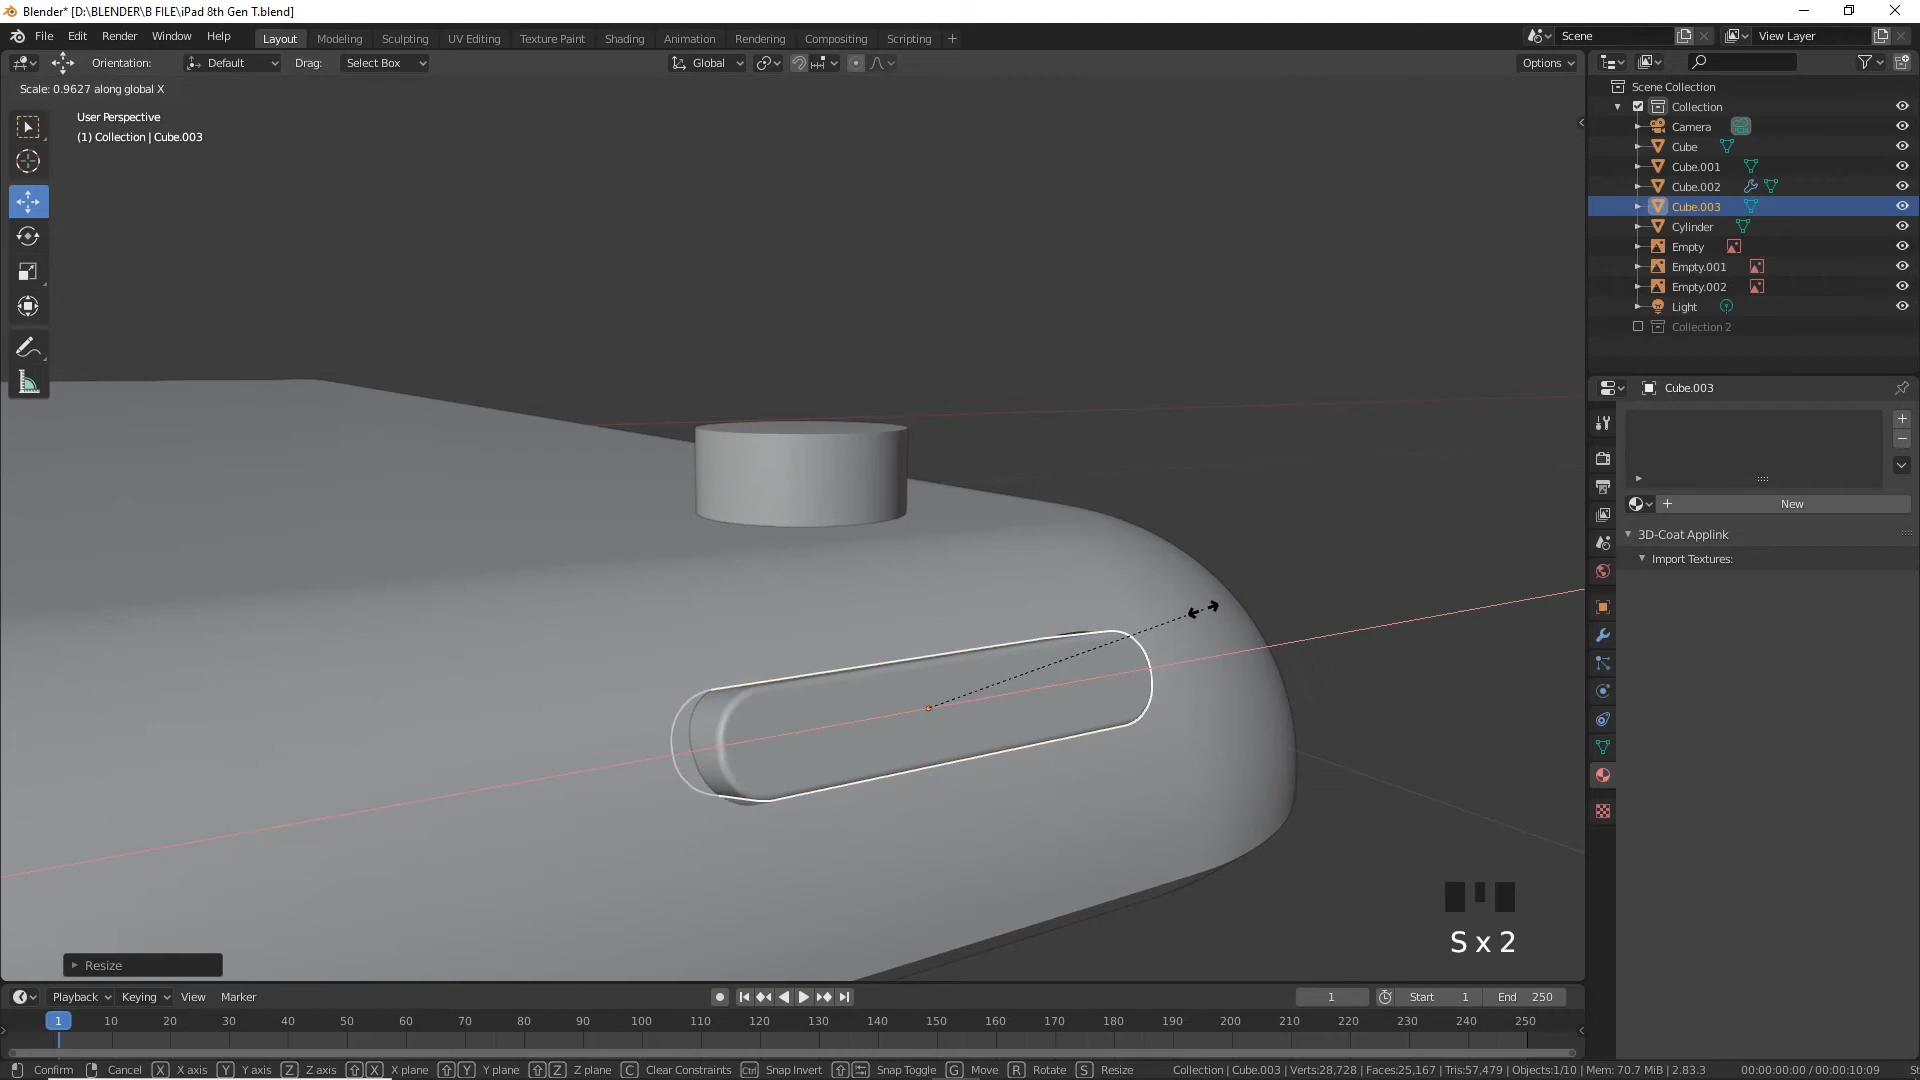 Blender* [D:\BLENDER\B FILE\iPad 8th Gen T.blend]
File Edit Render Window Help Layout Modeling Sculpting UV Editing Texture Paint Shading Animation Rendering Compositing Scripting + Scene View Layer
Orientation: Default Drag: Select Box Global Options
Scale: 0.9627 along global X
User Perspective
(1) Collection | Cube.003
Scene Collection
Collection
Camera
Cube
Cube.001
Cube.002
Cube.003
Cylinder
Empty
Empty.001
Empty.002
Light
Collection 2
Cube.003
New
3D-Coat Applink
Import Textures:
S x 2
Resize
Playback Keying View Marker 1 Start 1 End 250
1 10 20 30 40 50 60 70 80 90 100 110 120 130 140 150 160 170 180 190 200 210 220 230 240 250
Confirm Cancel X X axis Y Y axis Z Z axis X X plane Y Y plane Z Z plane C Clear Constraints Ctrl Snap Invert Snap Toggle G Move R Rotate S Resize Collection | Cube.003 | Verts:28,728 | Faces:25,167 | Tris:57,479 | Objects:1/10 | Mem: 70.7 MiB | 2.83.3 00:00:00:00 / 00:00:10:09